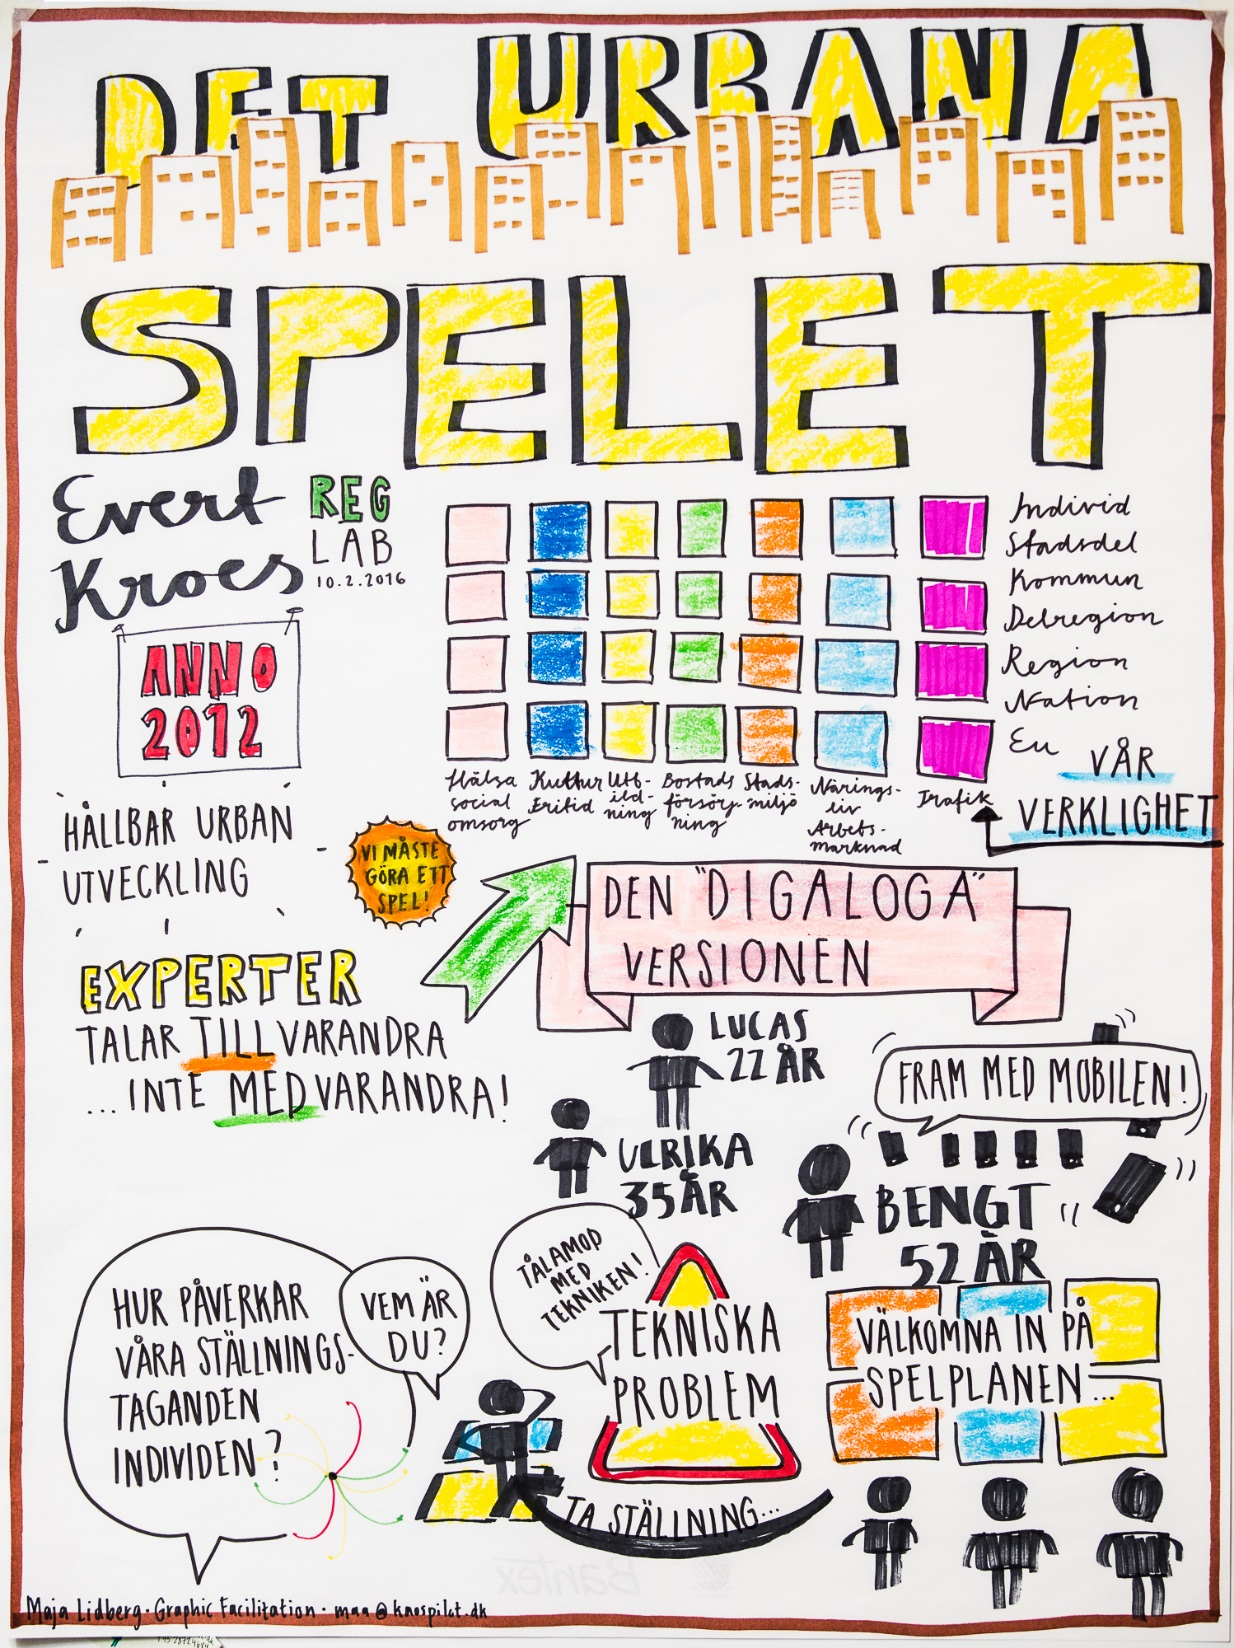 DET URBANA
SPELET
Evert
Kroes
REG
LAB
10.2.2016
ANNO
2012
HÅLLBAR URBAN
UTVECKLING
VI MÅSTE
GÖRA ETT
SPEL!
EXPERTER
TALAR TILL VARANDRA
...INTE MED VARANDRA!
Individ
Stadsdel
Kommun
Delregion
Region
Nation
Eu
VÅR
VERKLIGHET
Hälsa
social
omsorg
Kultur
Fritid
Utb-
ild-
ning
Bostads
försörj-
ning
Stads-
miljö
Närings-
liv
Arbets-
marknad
Trafik
DEN "DIGALOGA"
VERSIONEN
LUCAS
22 ÅR
ULRIKA
35 ÅR
FRAM MED MOBILEN!
BENGT
52 ÅR
HUR PÅVERKAR
VÅRA STÄLLNINGS-
TAGANDEN
INDIVIDEN?
VEM ÄR
DU?
TÅLAMOD
MED
TEKNIKEN!
TEKNISKA
PROBLEM
TA STÄLLNING...
VÄLKOMNA IN PÅ
SPELPLANEN...
Bantex
Maja Lidberg · Graphic Facilitation · maa@kaospilot.dk